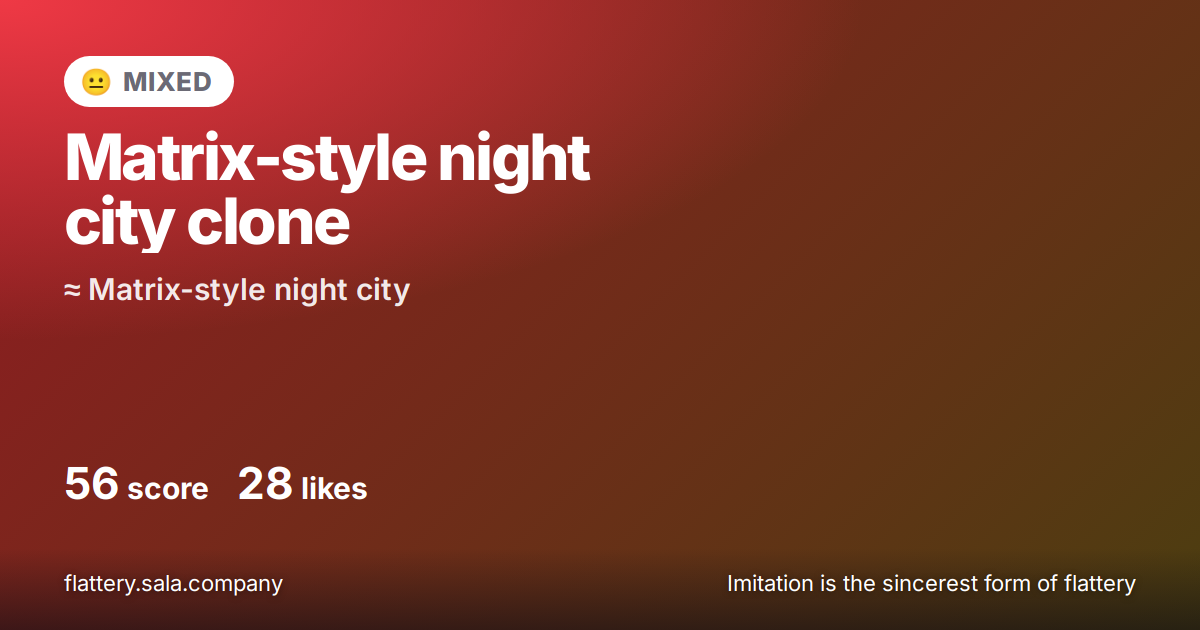 😐 MIXED
Matrix-style night
city clone
≈ Matrix-style night city
56 score 28 likes
flattery.sala.company
Imitation is the sincerest form of flattery